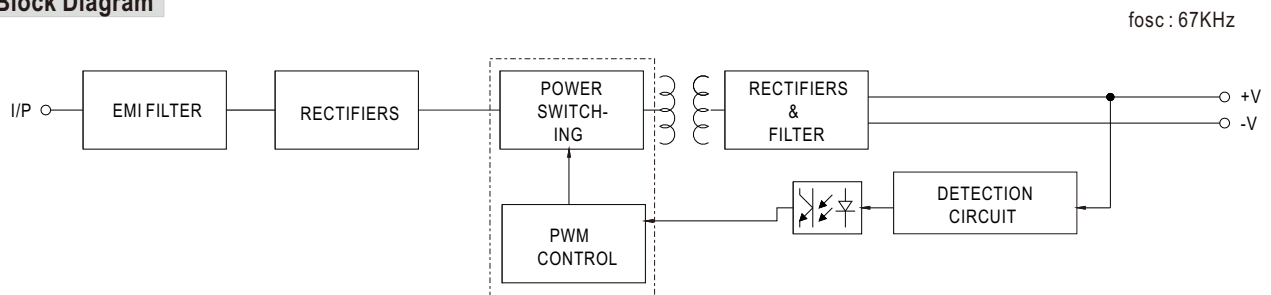 Block Diagram
fosc : 67KHz
I/P
EMI FILTER
RECTIFIERS
POWER
SWITCH-
ING
RECTIFIERS
&
FILTER
+V
-V
DETECTION
CIRCUIT
PWM
CONTROL